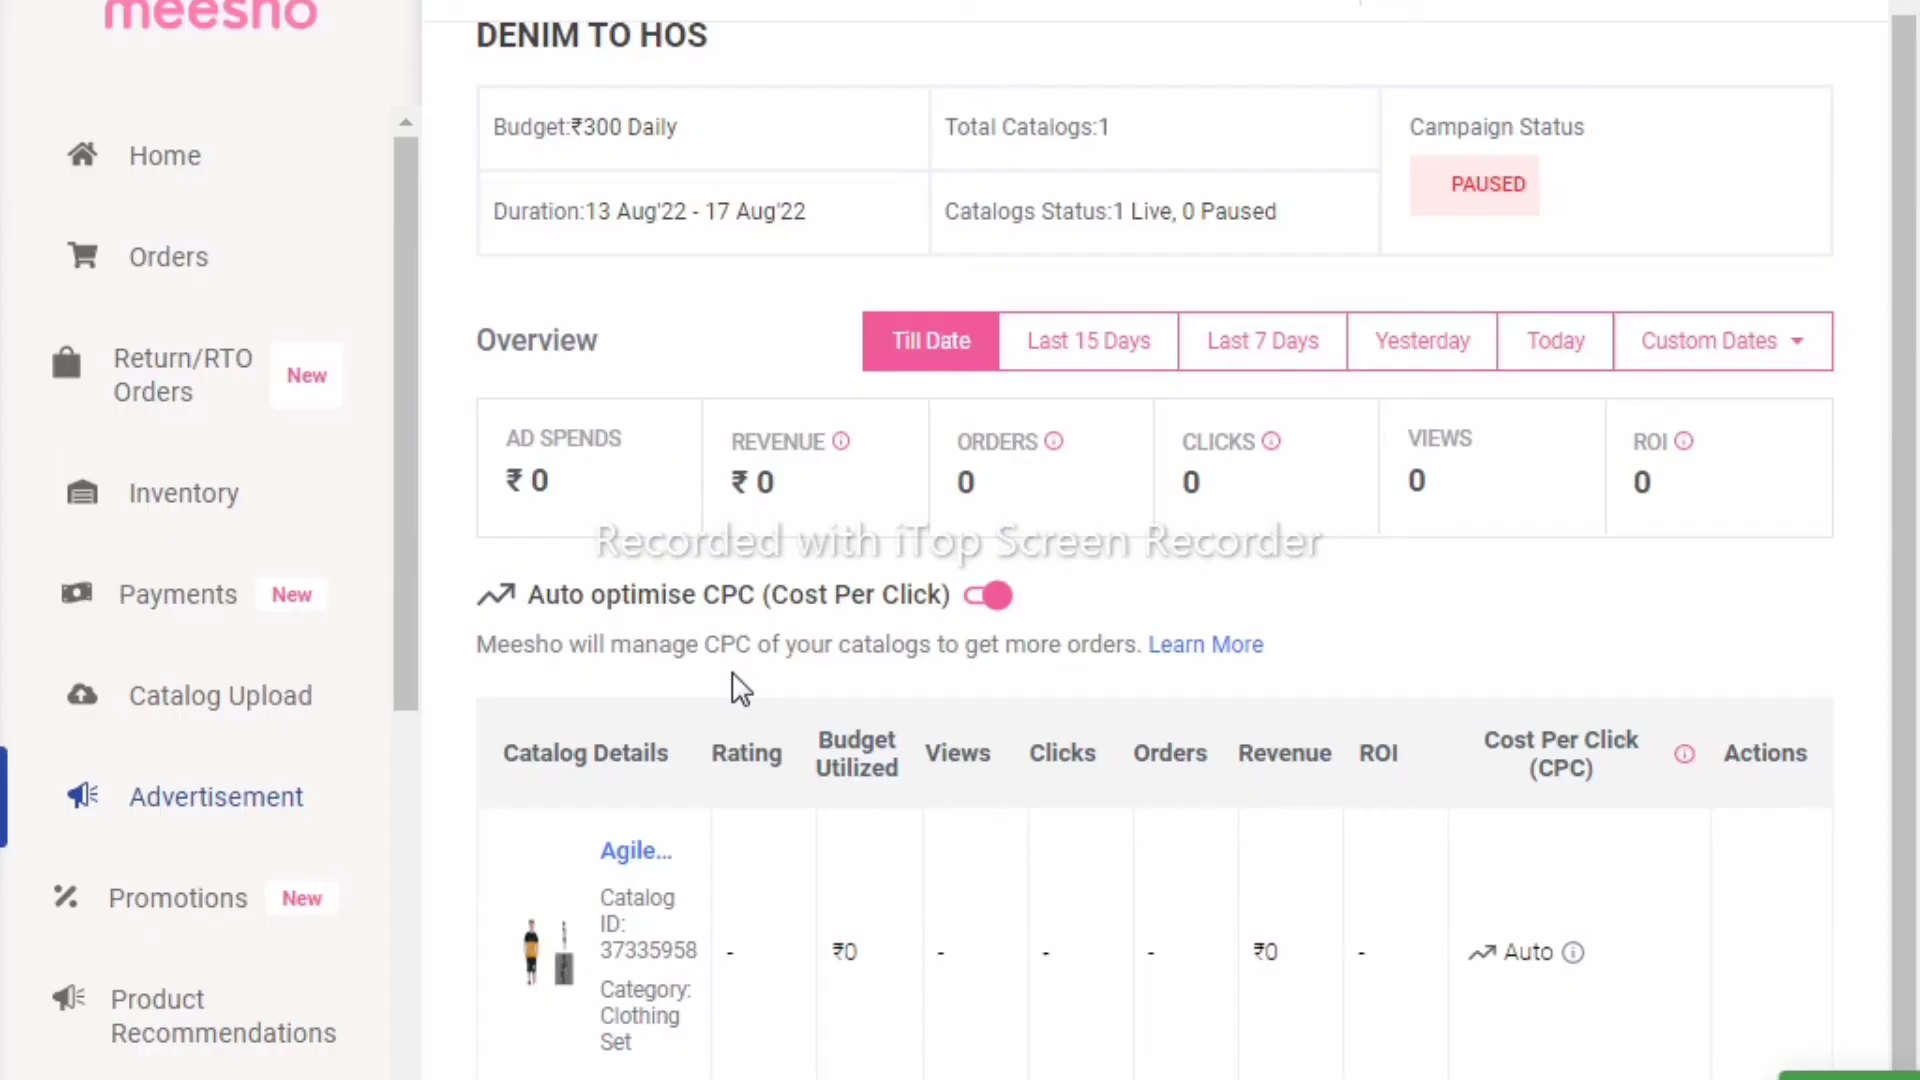 meesho
DENIM TO HOS
Home
Orders
Return/RTO
Orders
New
Inventory
Payments
New
Catalog Upload
Advertisement
Promotions
New
Product
Recommendations
Budget:₹300 Daily
Total Catalogs:1
Campaign Status
PAUSED
Duration:13 Aug'22 - 17 Aug'22
Catalogs Status:1 Live, 0 Paused
Overview
Till Date
Last 15 Days
Last 7 Days
Yesterday
Today
Custom Dates
AD SPENDS
₹ 0
REVENUE
₹ 0
ORDERS
0
CLICKS
0
VIEWS
0
ROI
0
Recorded with iTop Screen Recorder
Auto optimise CPC (Cost Per Click)
Meesho will manage CPC of your catalogs to get more orders. Learn More
Catalog Details
Rating
Budget
Utilized
Views
Clicks
Orders
Revenue
ROI
Cost Per Click
(CPC)
Actions
Agile...
Catalog
ID:
37335958
Category:
Clothing
Set
-
₹0
-
-
-
₹0
-
Auto